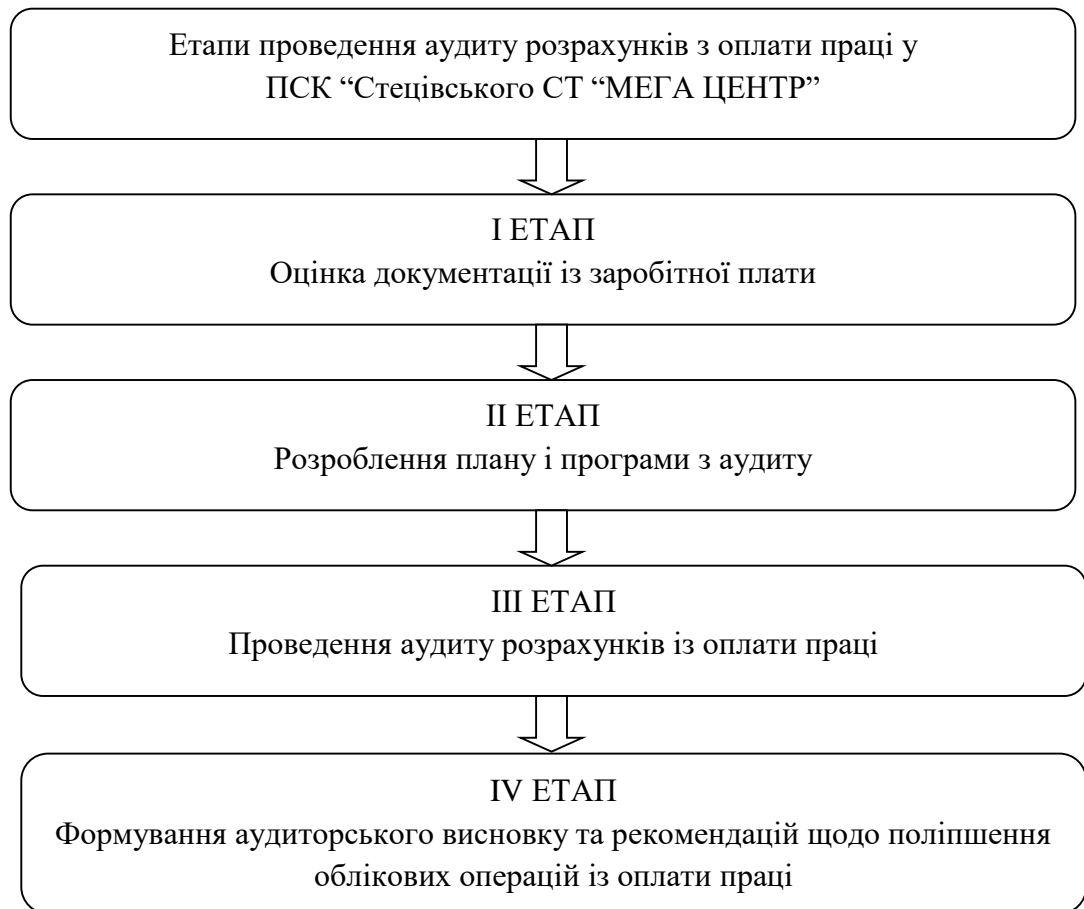 Етапи проведення аудиту розрахунків з оплати праці у
ПСК “Стецівського СТ “МЕГА ЦЕНТР”
І ЕТАП
Оцінка документації із заробітної плати
ІІ ЕТАП
Розроблення плану і програми з аудиту
ІІІ ЕТАП
Проведення аудиту розрахунків із оплати праці
IV ЕТАП
Формування аудиторського висновку та рекомендацій щодо поліпшення
облікових операцій із оплати праці